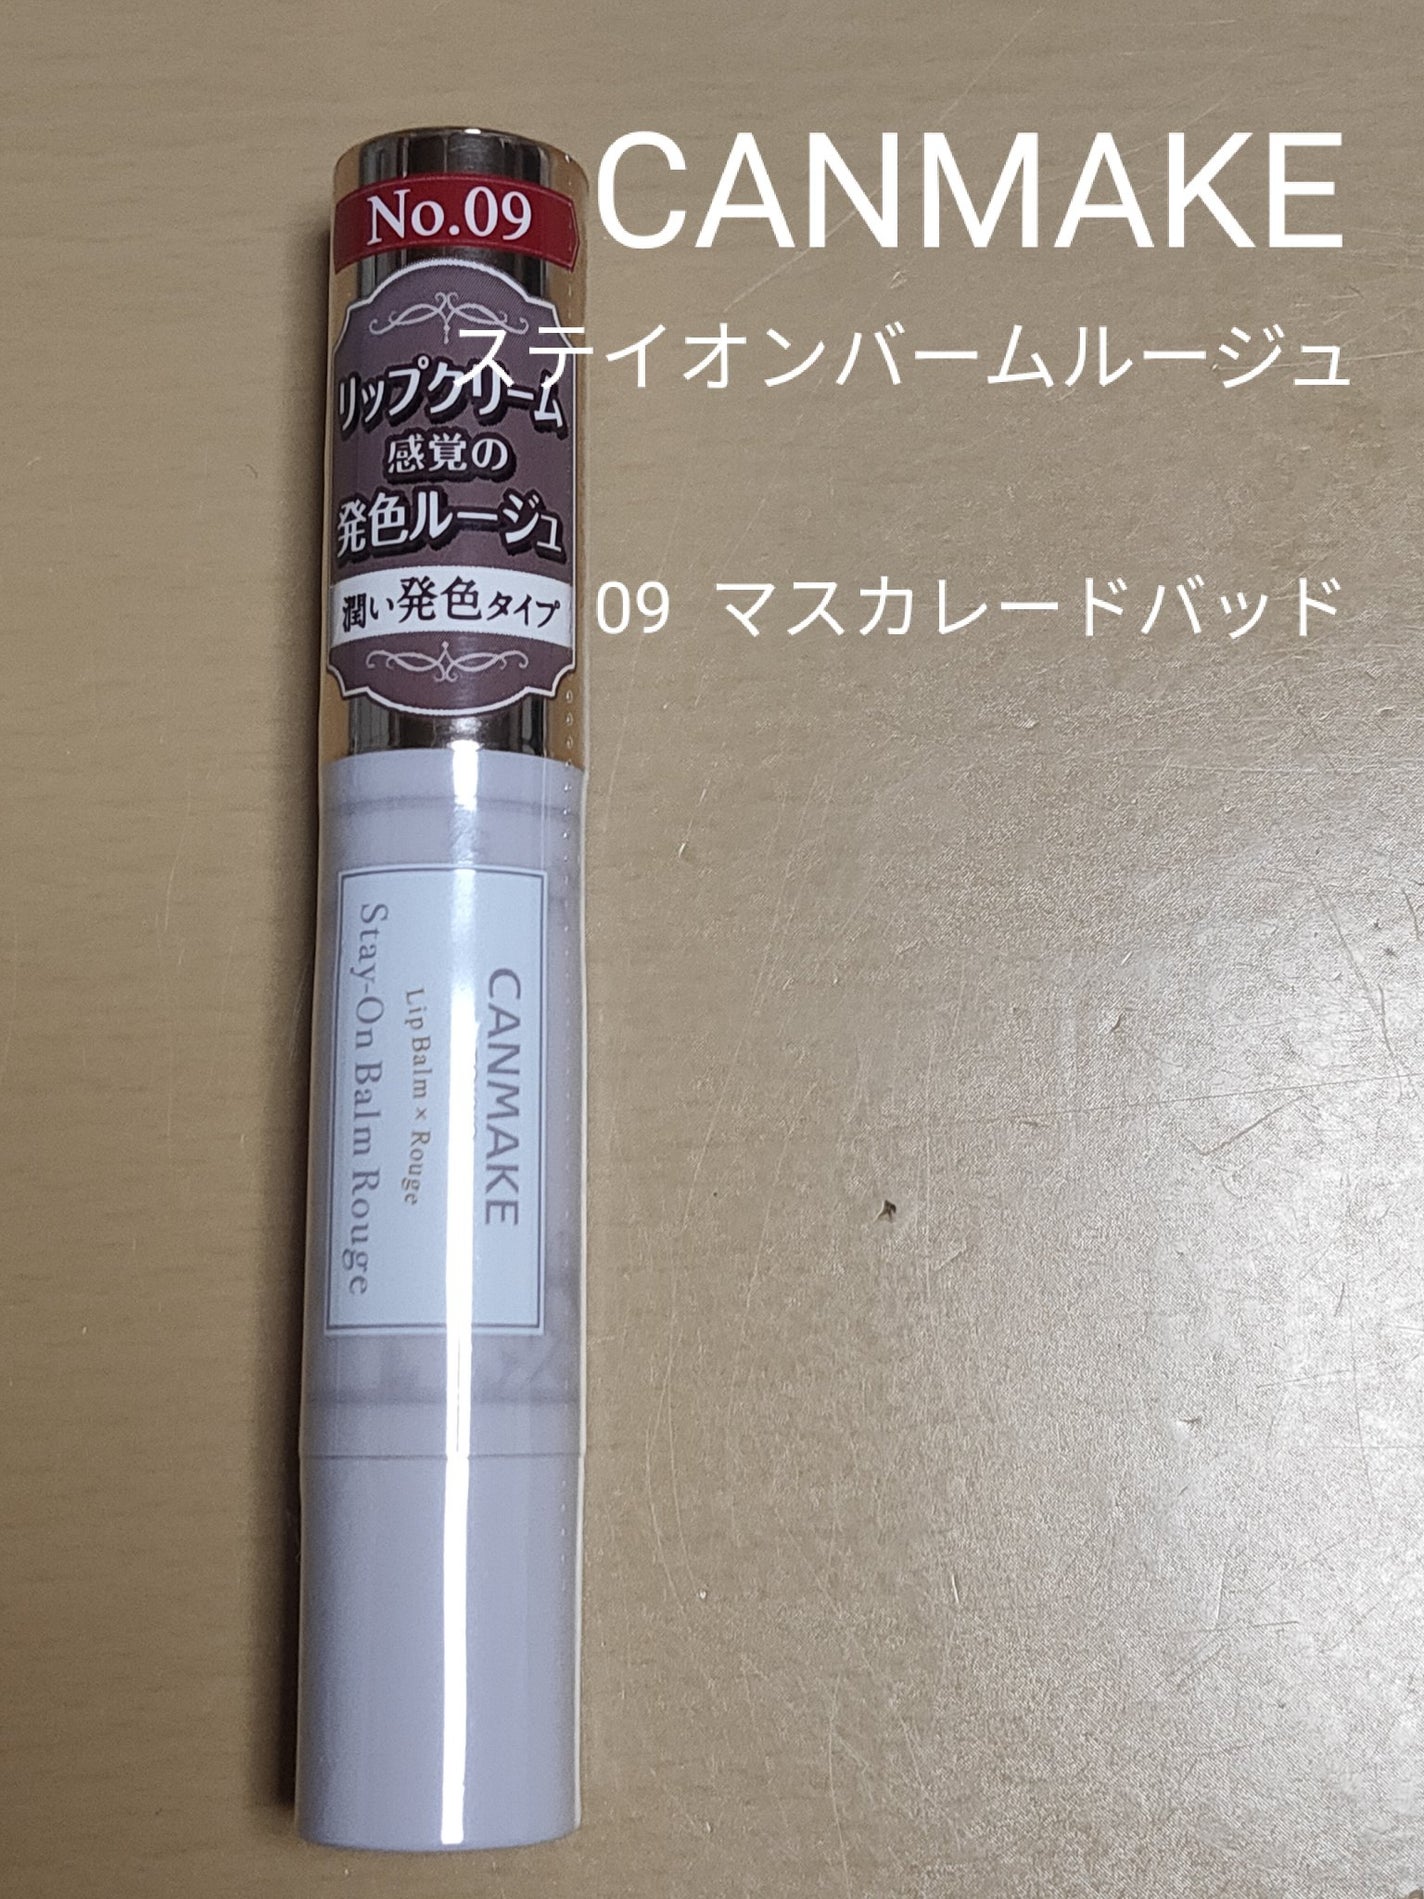 CANMAKE
ステイオンバームルージュ
09 マスカレードバッド
No.09
リップクリーム
感覚の
発色ルージュ
潤い発色タイプ
CANMAKE
Lip Balm × Rouge
Stay-On Balm Rouge